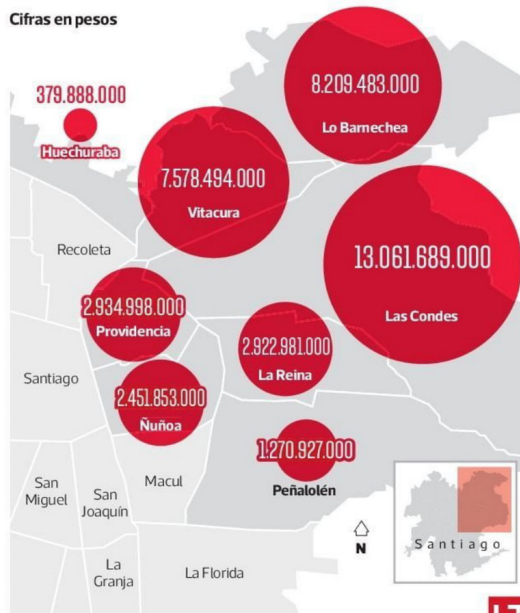 Cifras en pesos
379.888.000
Huechuraba
8.209.483.000
Lo Barnechea
7.578.494.000
Vitacura
13.061.689.000
Las Condes
Recoleta
2.934.998.000
Providencia
2.922.981.000
La Reina
Santiago
2.451.853.000
Ñuñoa
1.270.927.000
Peñalolén
San
Miguel
San
Joaquín
Macul
La
Granja
La Florida
N
Santiago